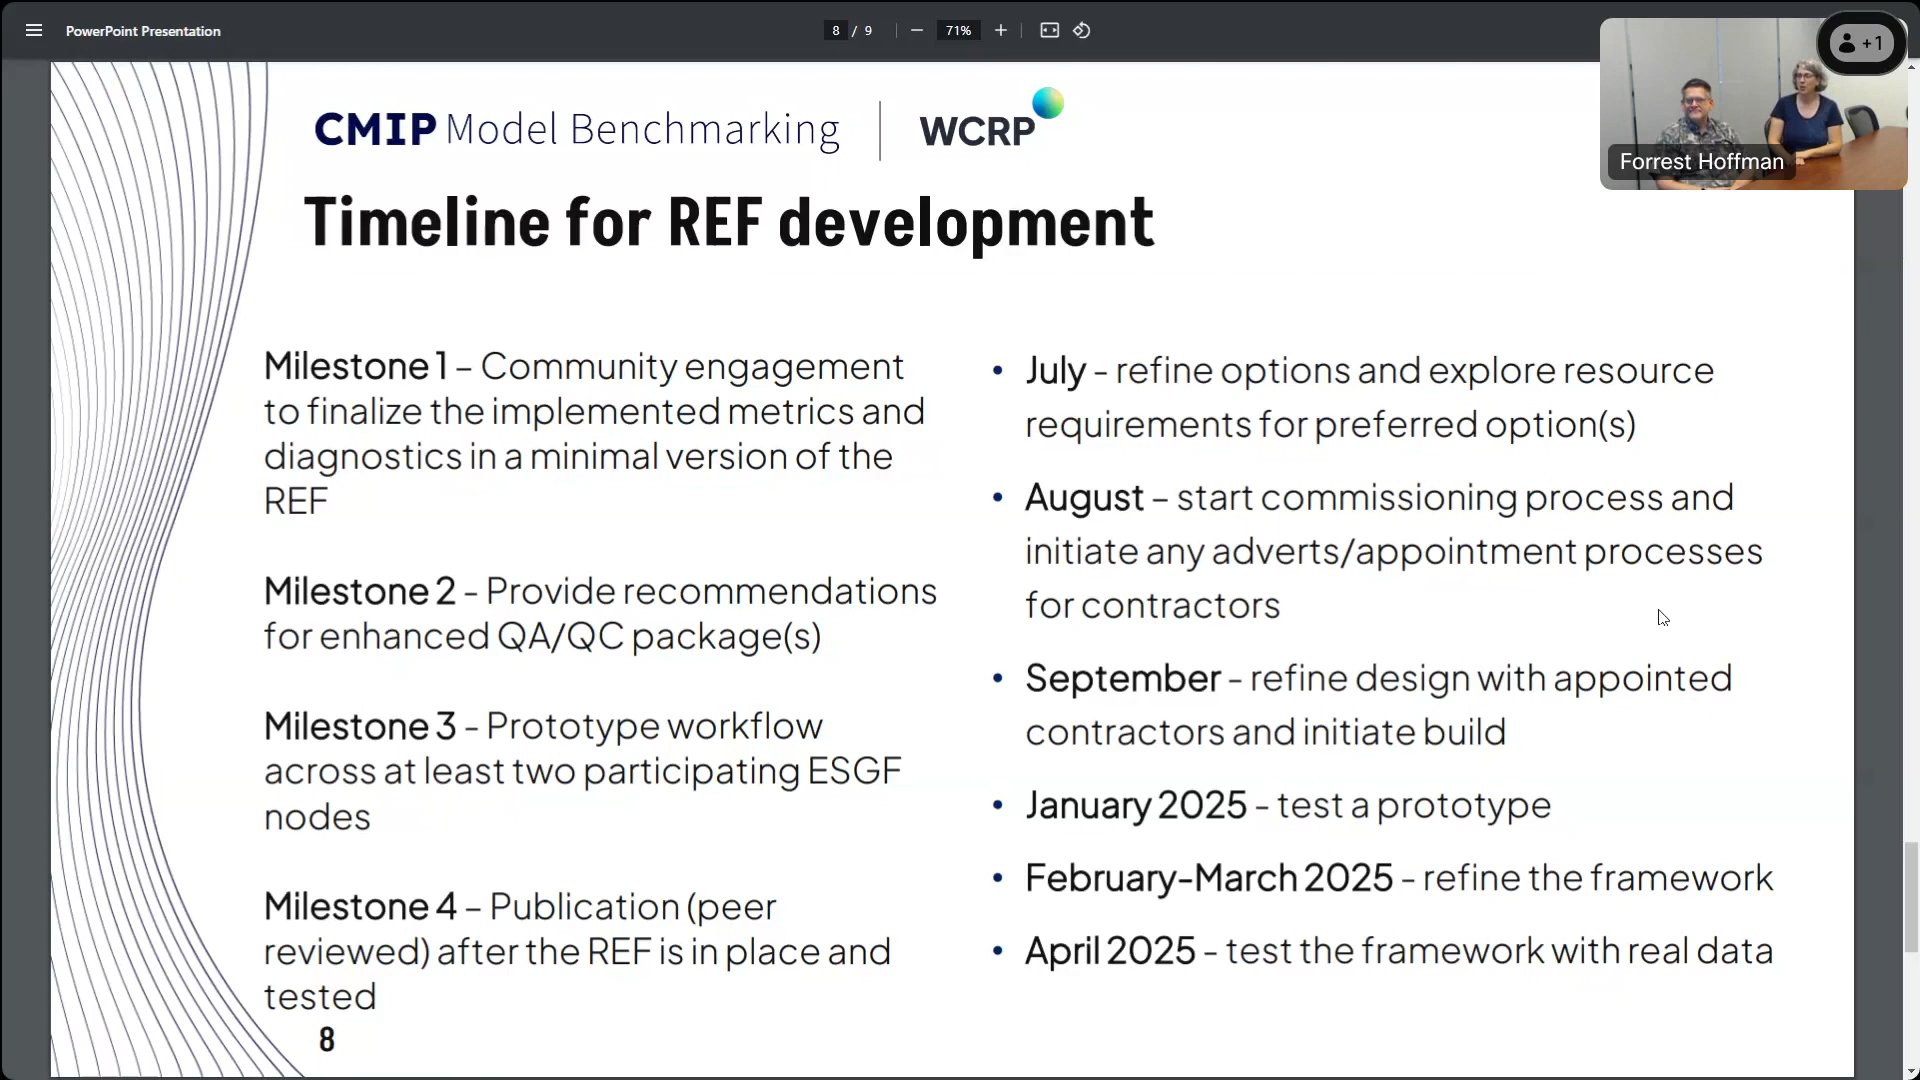 PowerPoint Presentation
8 / 9
71%
+1
Forrest Hoffman
CMIP Model Benchmarking
WCRP
Timeline for REF development
Milestone 1 – Community engagement
to finalize the implemented metrics and
diagnostics in a minimal version of the
REF
Milestone 2 - Provide recommendations
for enhanced QA/QC package(s)
Milestone 3 - Prototype workflow
across at least two participating ESGF
nodes
Milestone 4 – Publication (peer
reviewed) after the REF is in place and
tested
• July - refine options and explore resource
requirements for preferred option(s)
• August – start commissioning process and
initiate any adverts/appointment processes
for contractors
• September - refine design with appointed
contractors and initiate build
• January 2025 - test a prototype
• February-March 2025 - refine the framework
• April 2025 - test the framework with real data
8